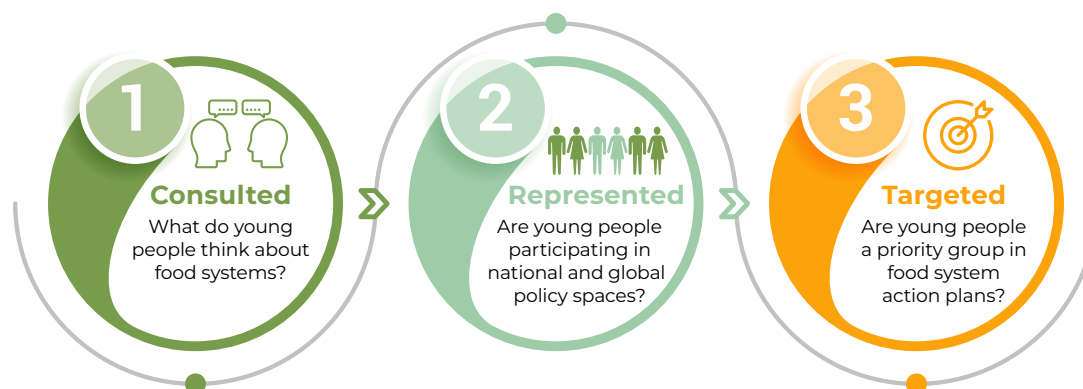 1
Consulted
What do young
people think about
food systems?
2
Represented
Are young people
participating in
national and global
policy spaces?
3
Targeted
Are young people
a priority group in
food system
action plans?